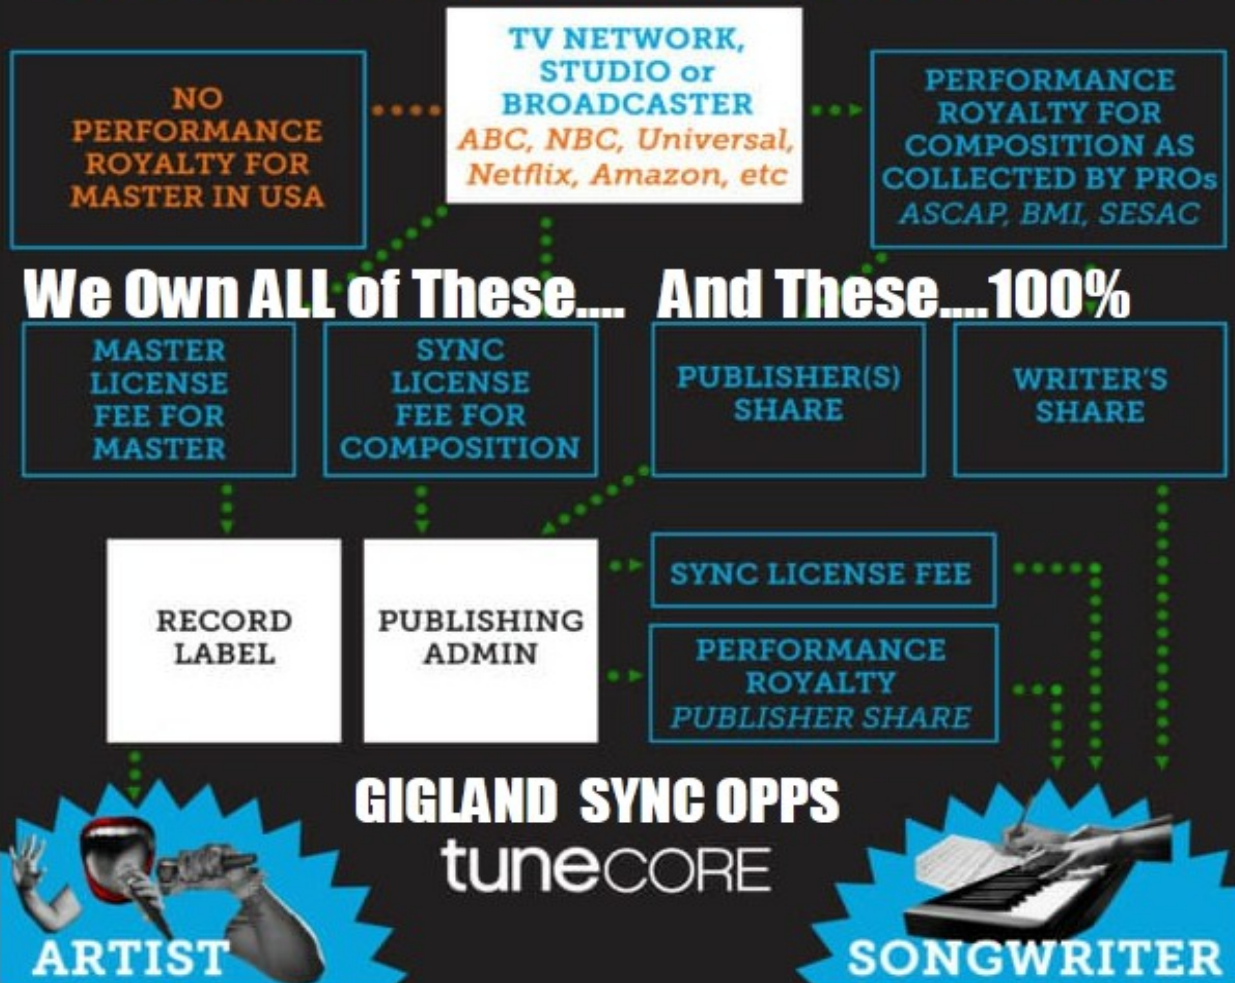 TV NETWORK,
STUDIO or
BROADCASTER
ABC, NBC, Universal,
Netflix, Amazon, etc
NO
PERFORMANCE
ROYALTY FOR
MASTER IN USA
PERFORMANCE
ROYALTY FOR
COMPOSITION AS
COLLECTED BY PROs
ASCAP, BMI, SESAC
We Own ALL of These.... And These....100%
MASTER
LICENSE
FEE FOR
MASTER
SYNC
LICENSE
FEE FOR
COMPOSITION
PUBLISHER(S)
SHARE
WRITER'S
SHARE
RECORD
LABEL
PUBLISHING
ADMIN
SYNC LICENSE FEE
PERFORMANCE
ROYALTY
PUBLISHER SHARE
GIGLAND SYNC OPPS
tunecore
ARTIST
SONGWRITER